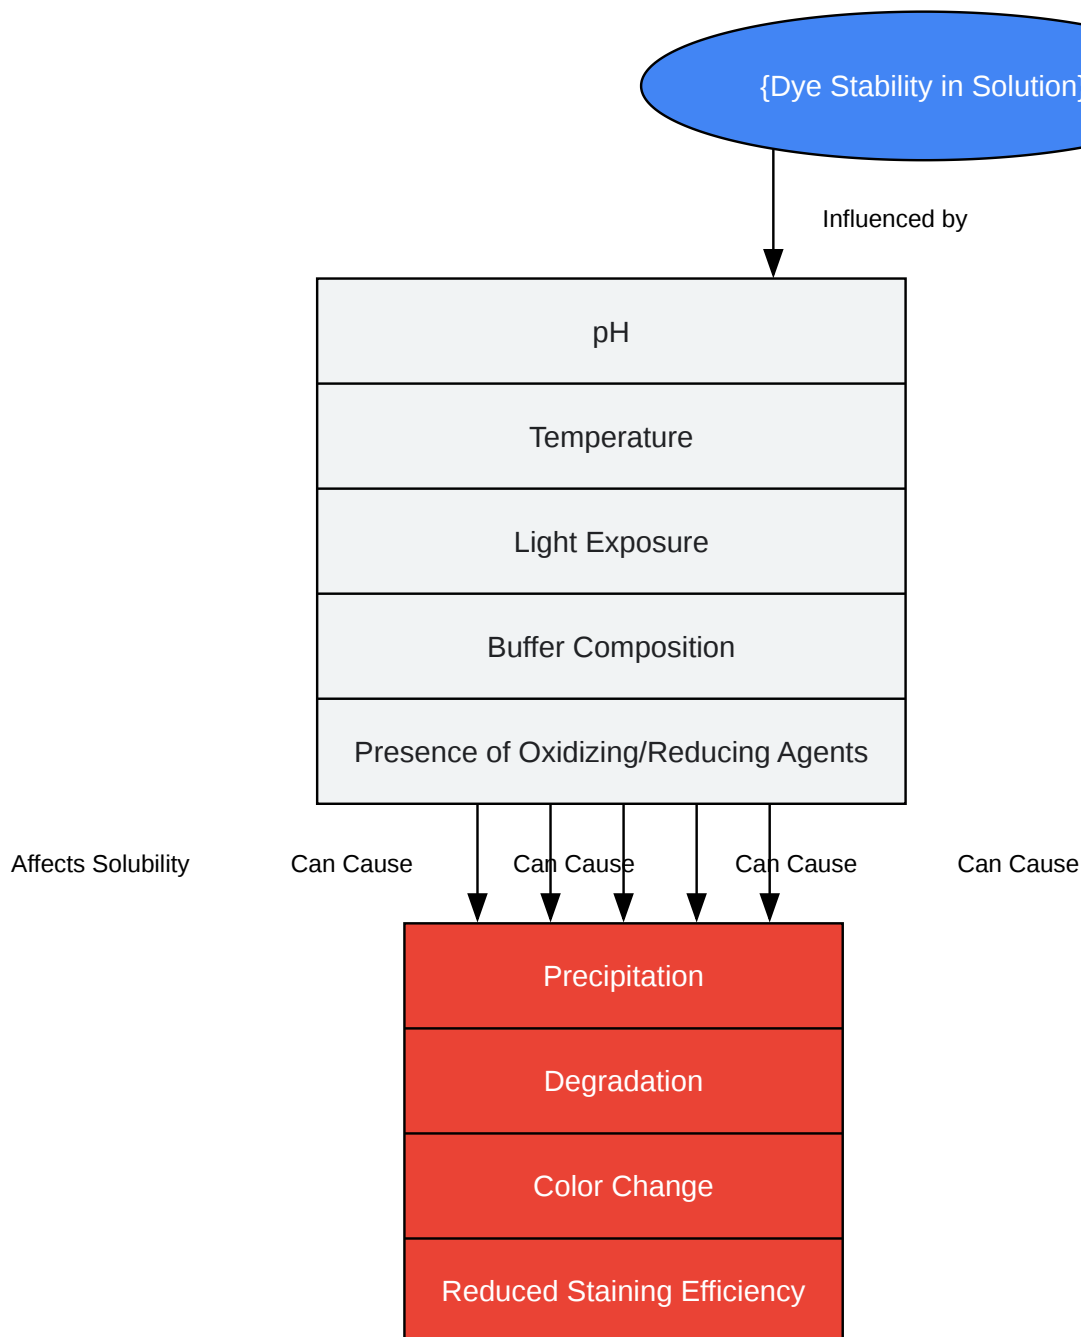 {Dye Stability in Solution}
Influenced by
pH
Temperature
Light Exposure
Buffer Composition
Presence of Oxidizing/Reducing Agents
Affects Solubility
Can Cause
Can Cause
Can Cause
Can Cause
Precipitation
Degradation
Color Change
Reduced Staining Efficiency